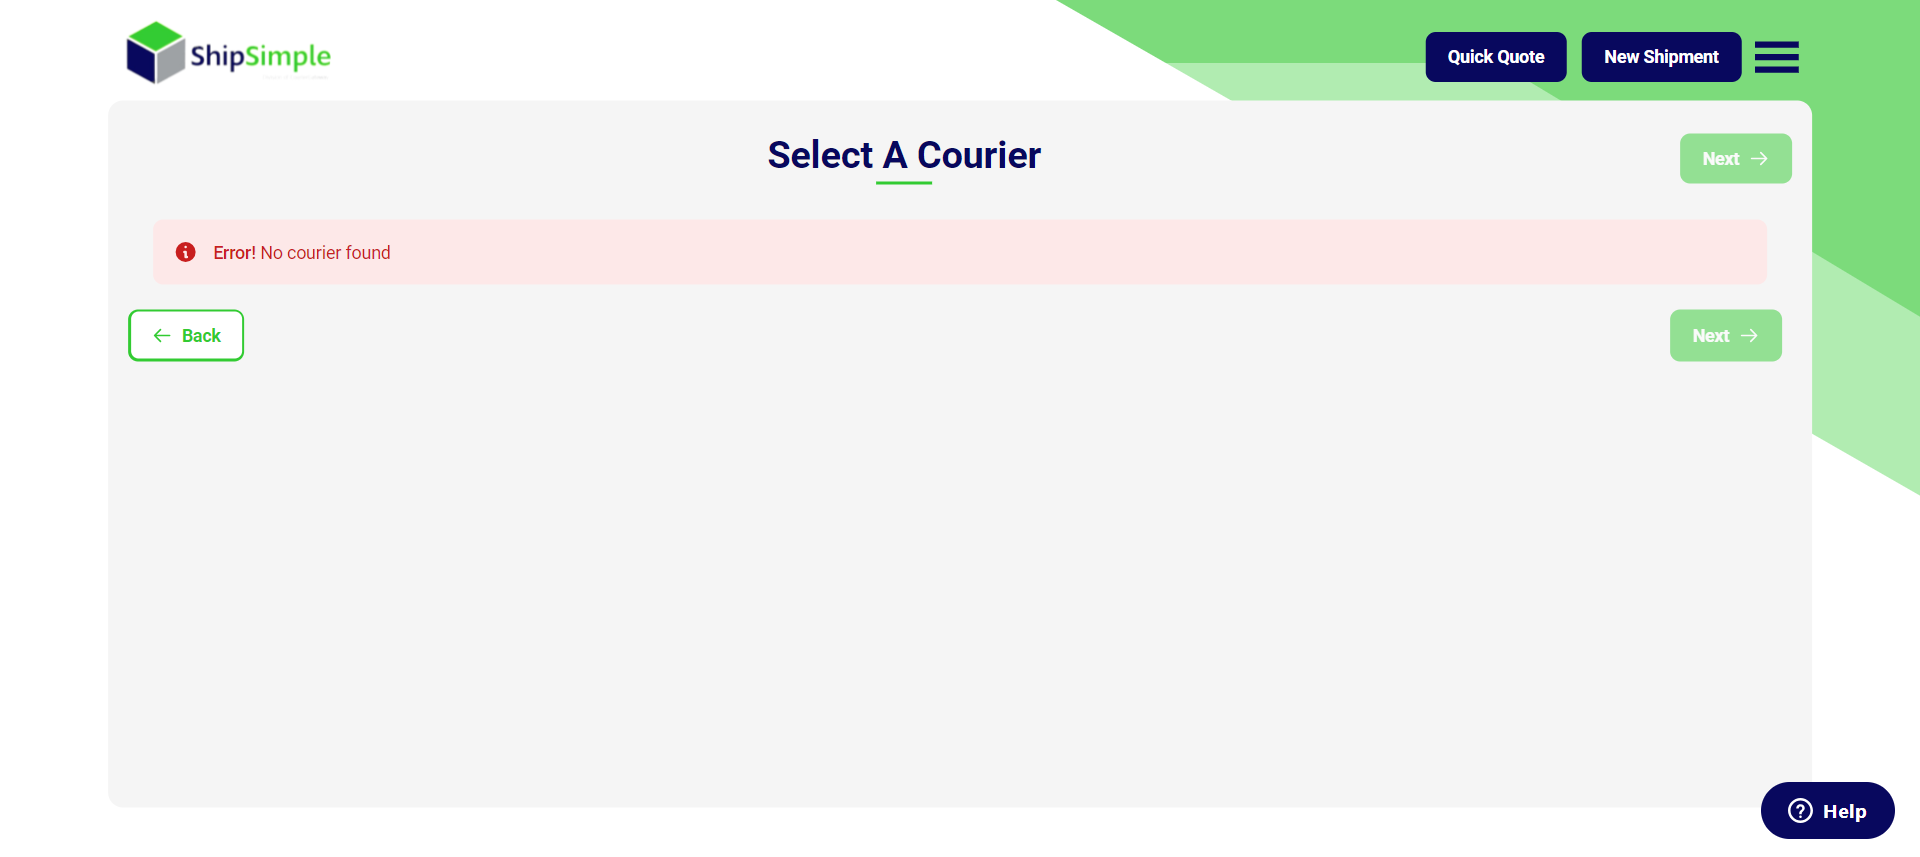 ShipSimple
Quick Quote
New Shipment
Select A Courier
Next
Error! No courier found
Back
Next
Help